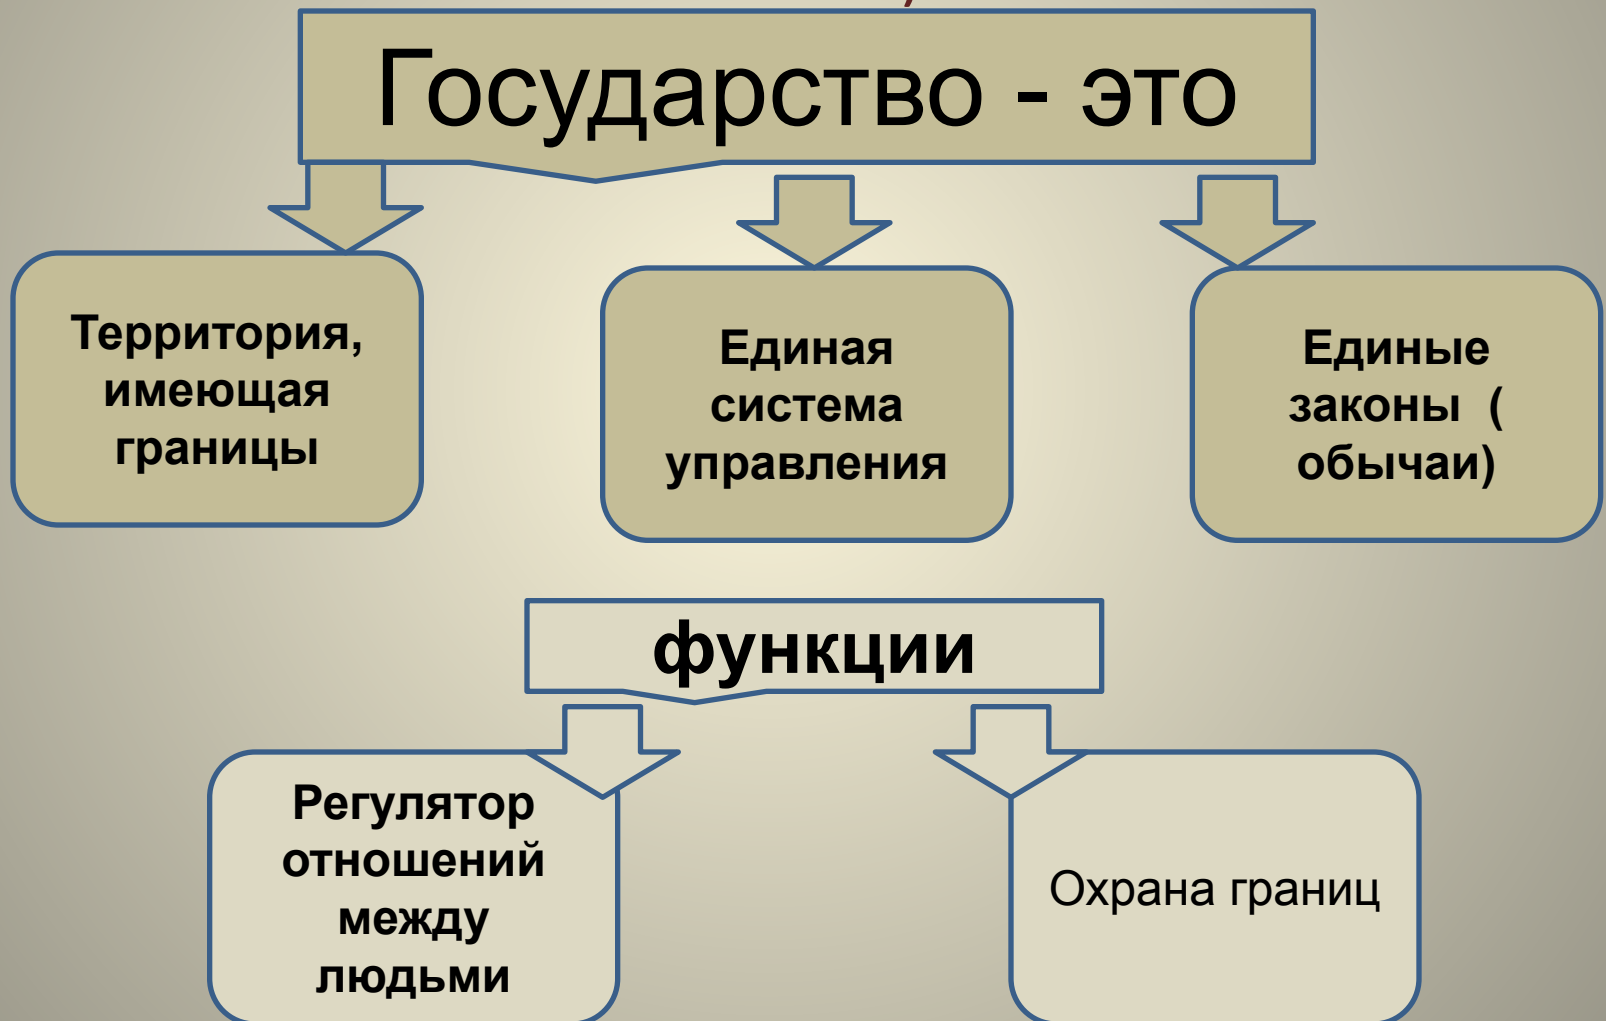 Государство - это
Территория,
имеющая
границы
Единая
система
управления
Единые
законы (
обычаи)
функции
Регулятор
отношений
между
людьми
Охрана границ